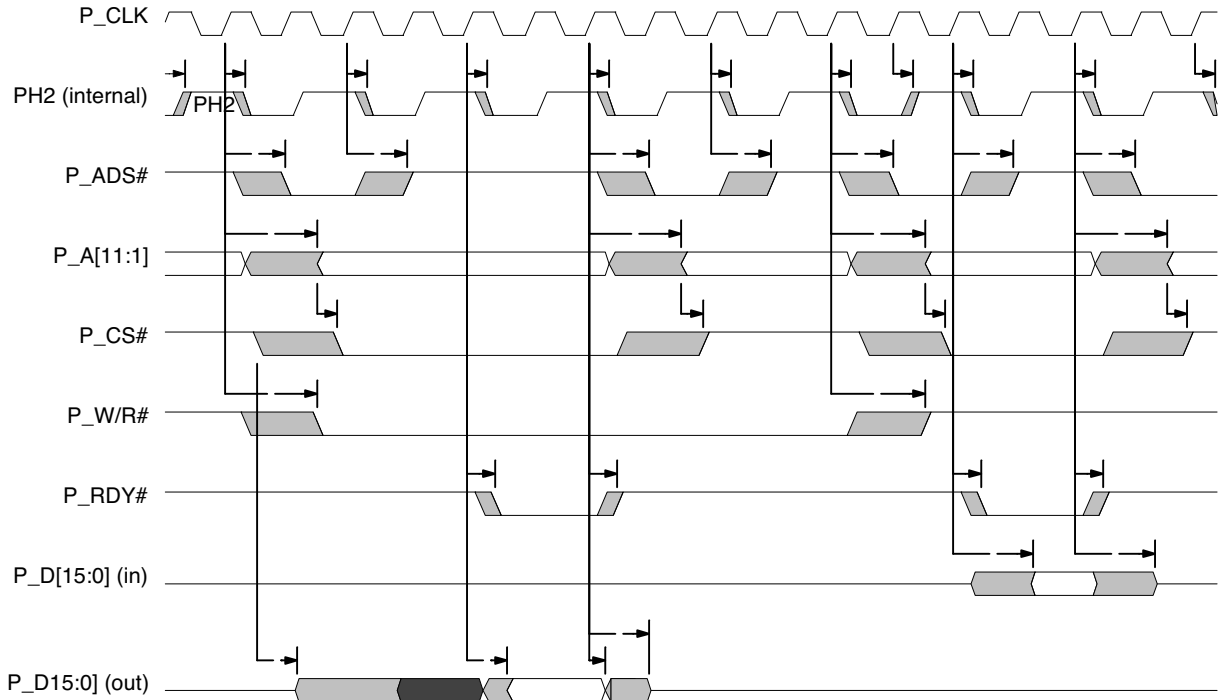 P_CLK
PH2 (internal)
PH2
P_ADS#
P_A[11:1]
P_CS#
P_W/R#
P_RDY#
P_D[15:0] (in)
P_D15:0] (out)